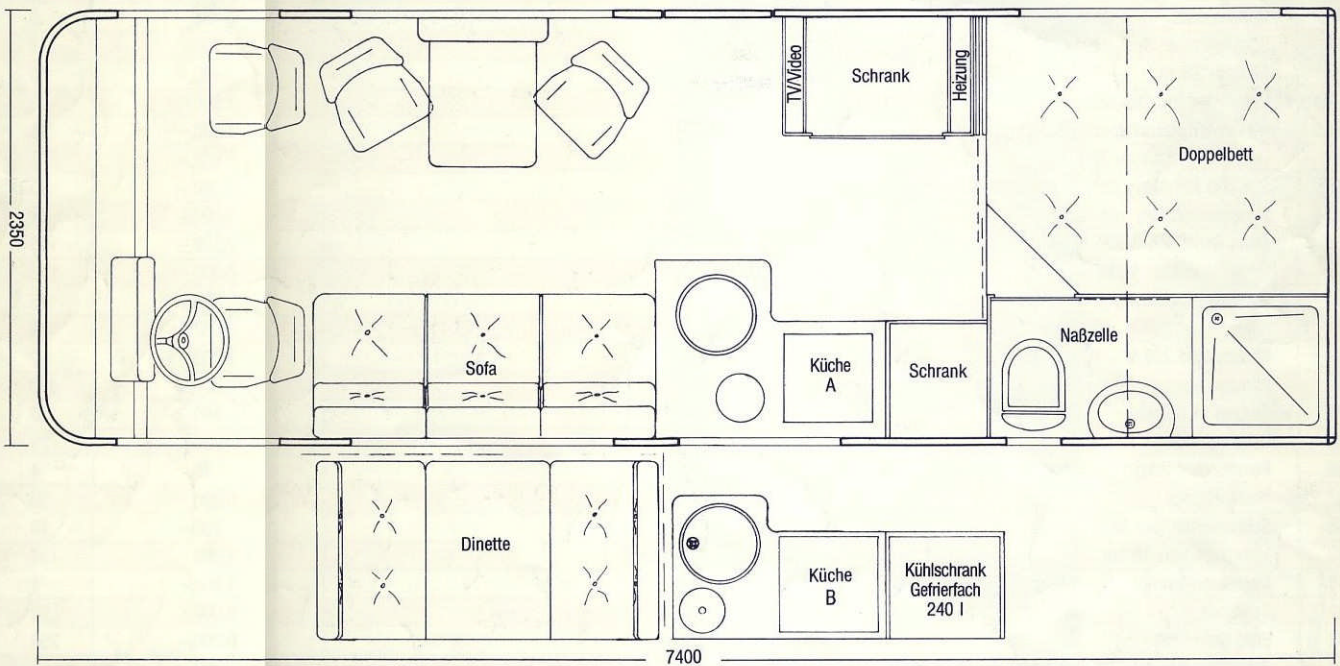 TV/Video
Schrank
Heizung
Doppelbett
2350
Sofa
Küche
A
Schrank
Naßzelle
Dinette
Küche
B
Kühlschrank
Gefrierfach
240 l
7400